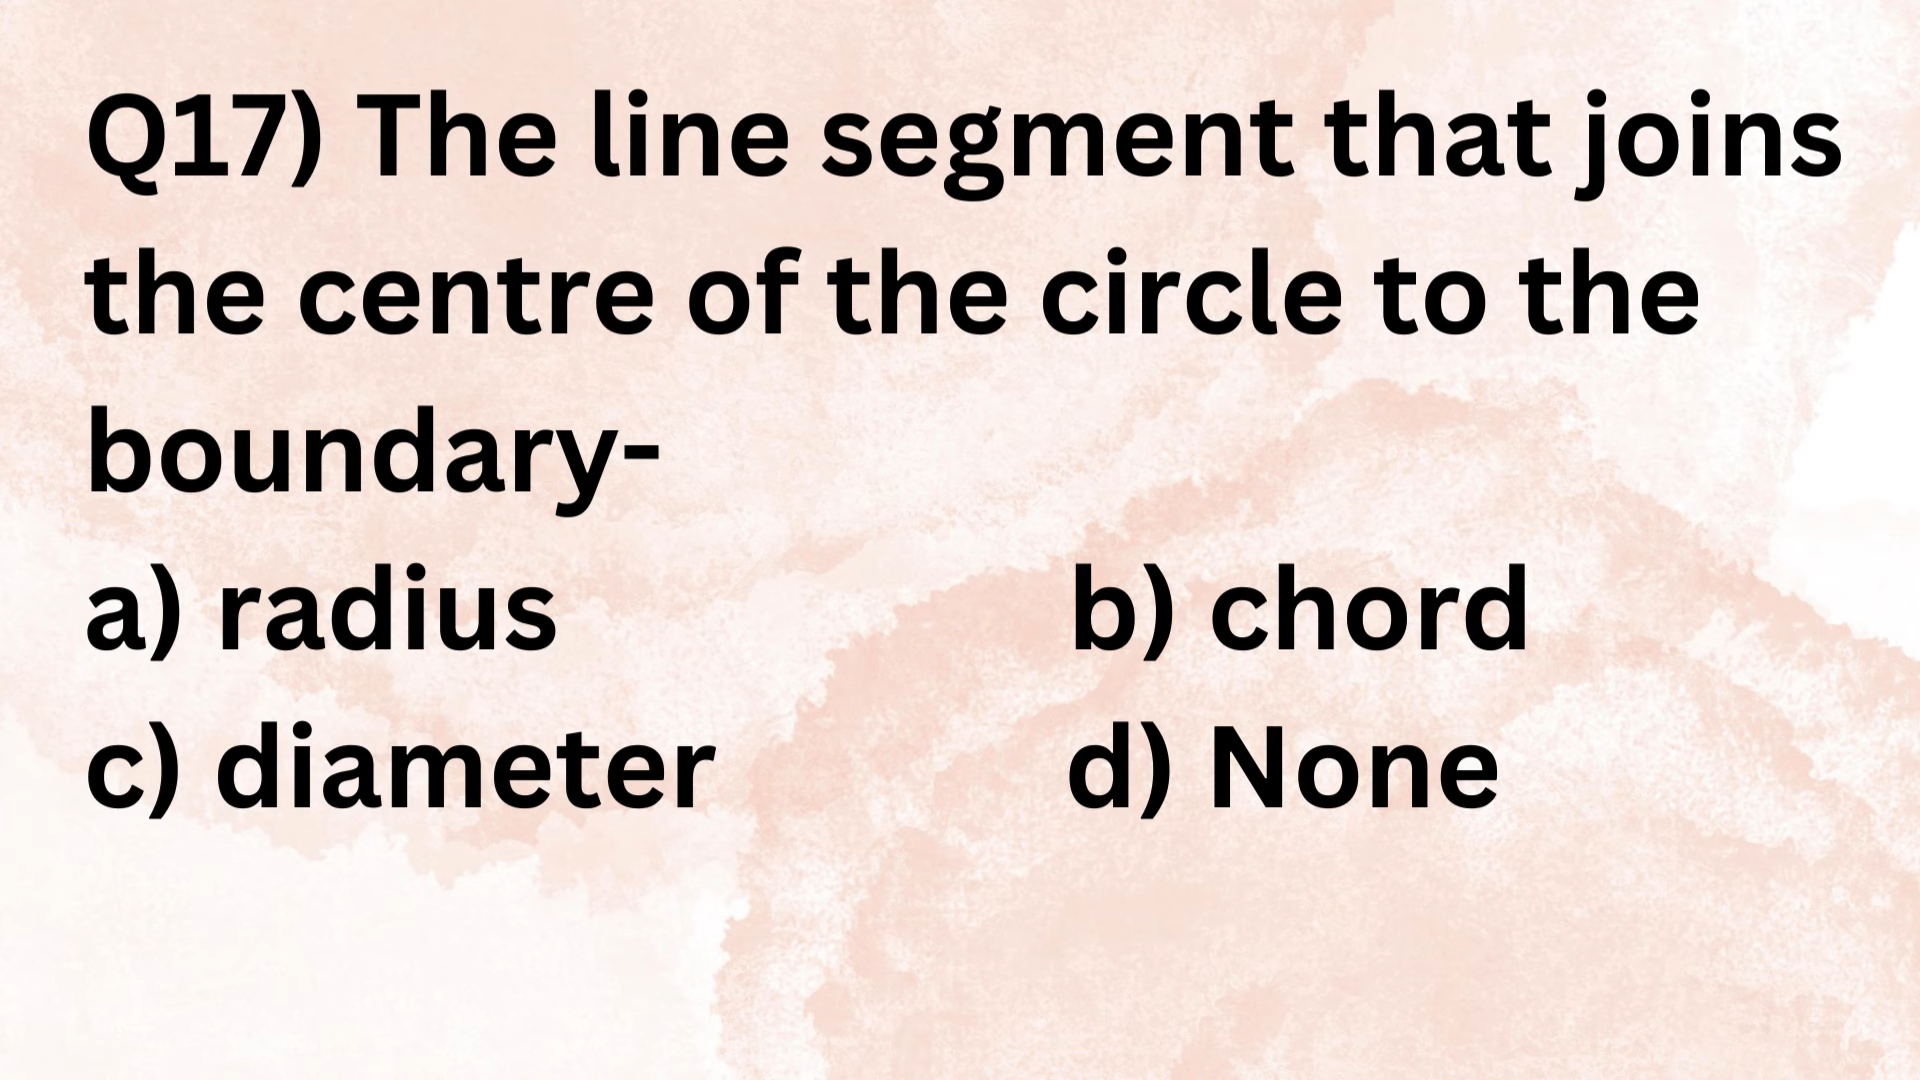 Q17) The line segment that joins
the centre of the circle to the
boundary-
a) radius b) chord
c) diameter d) None